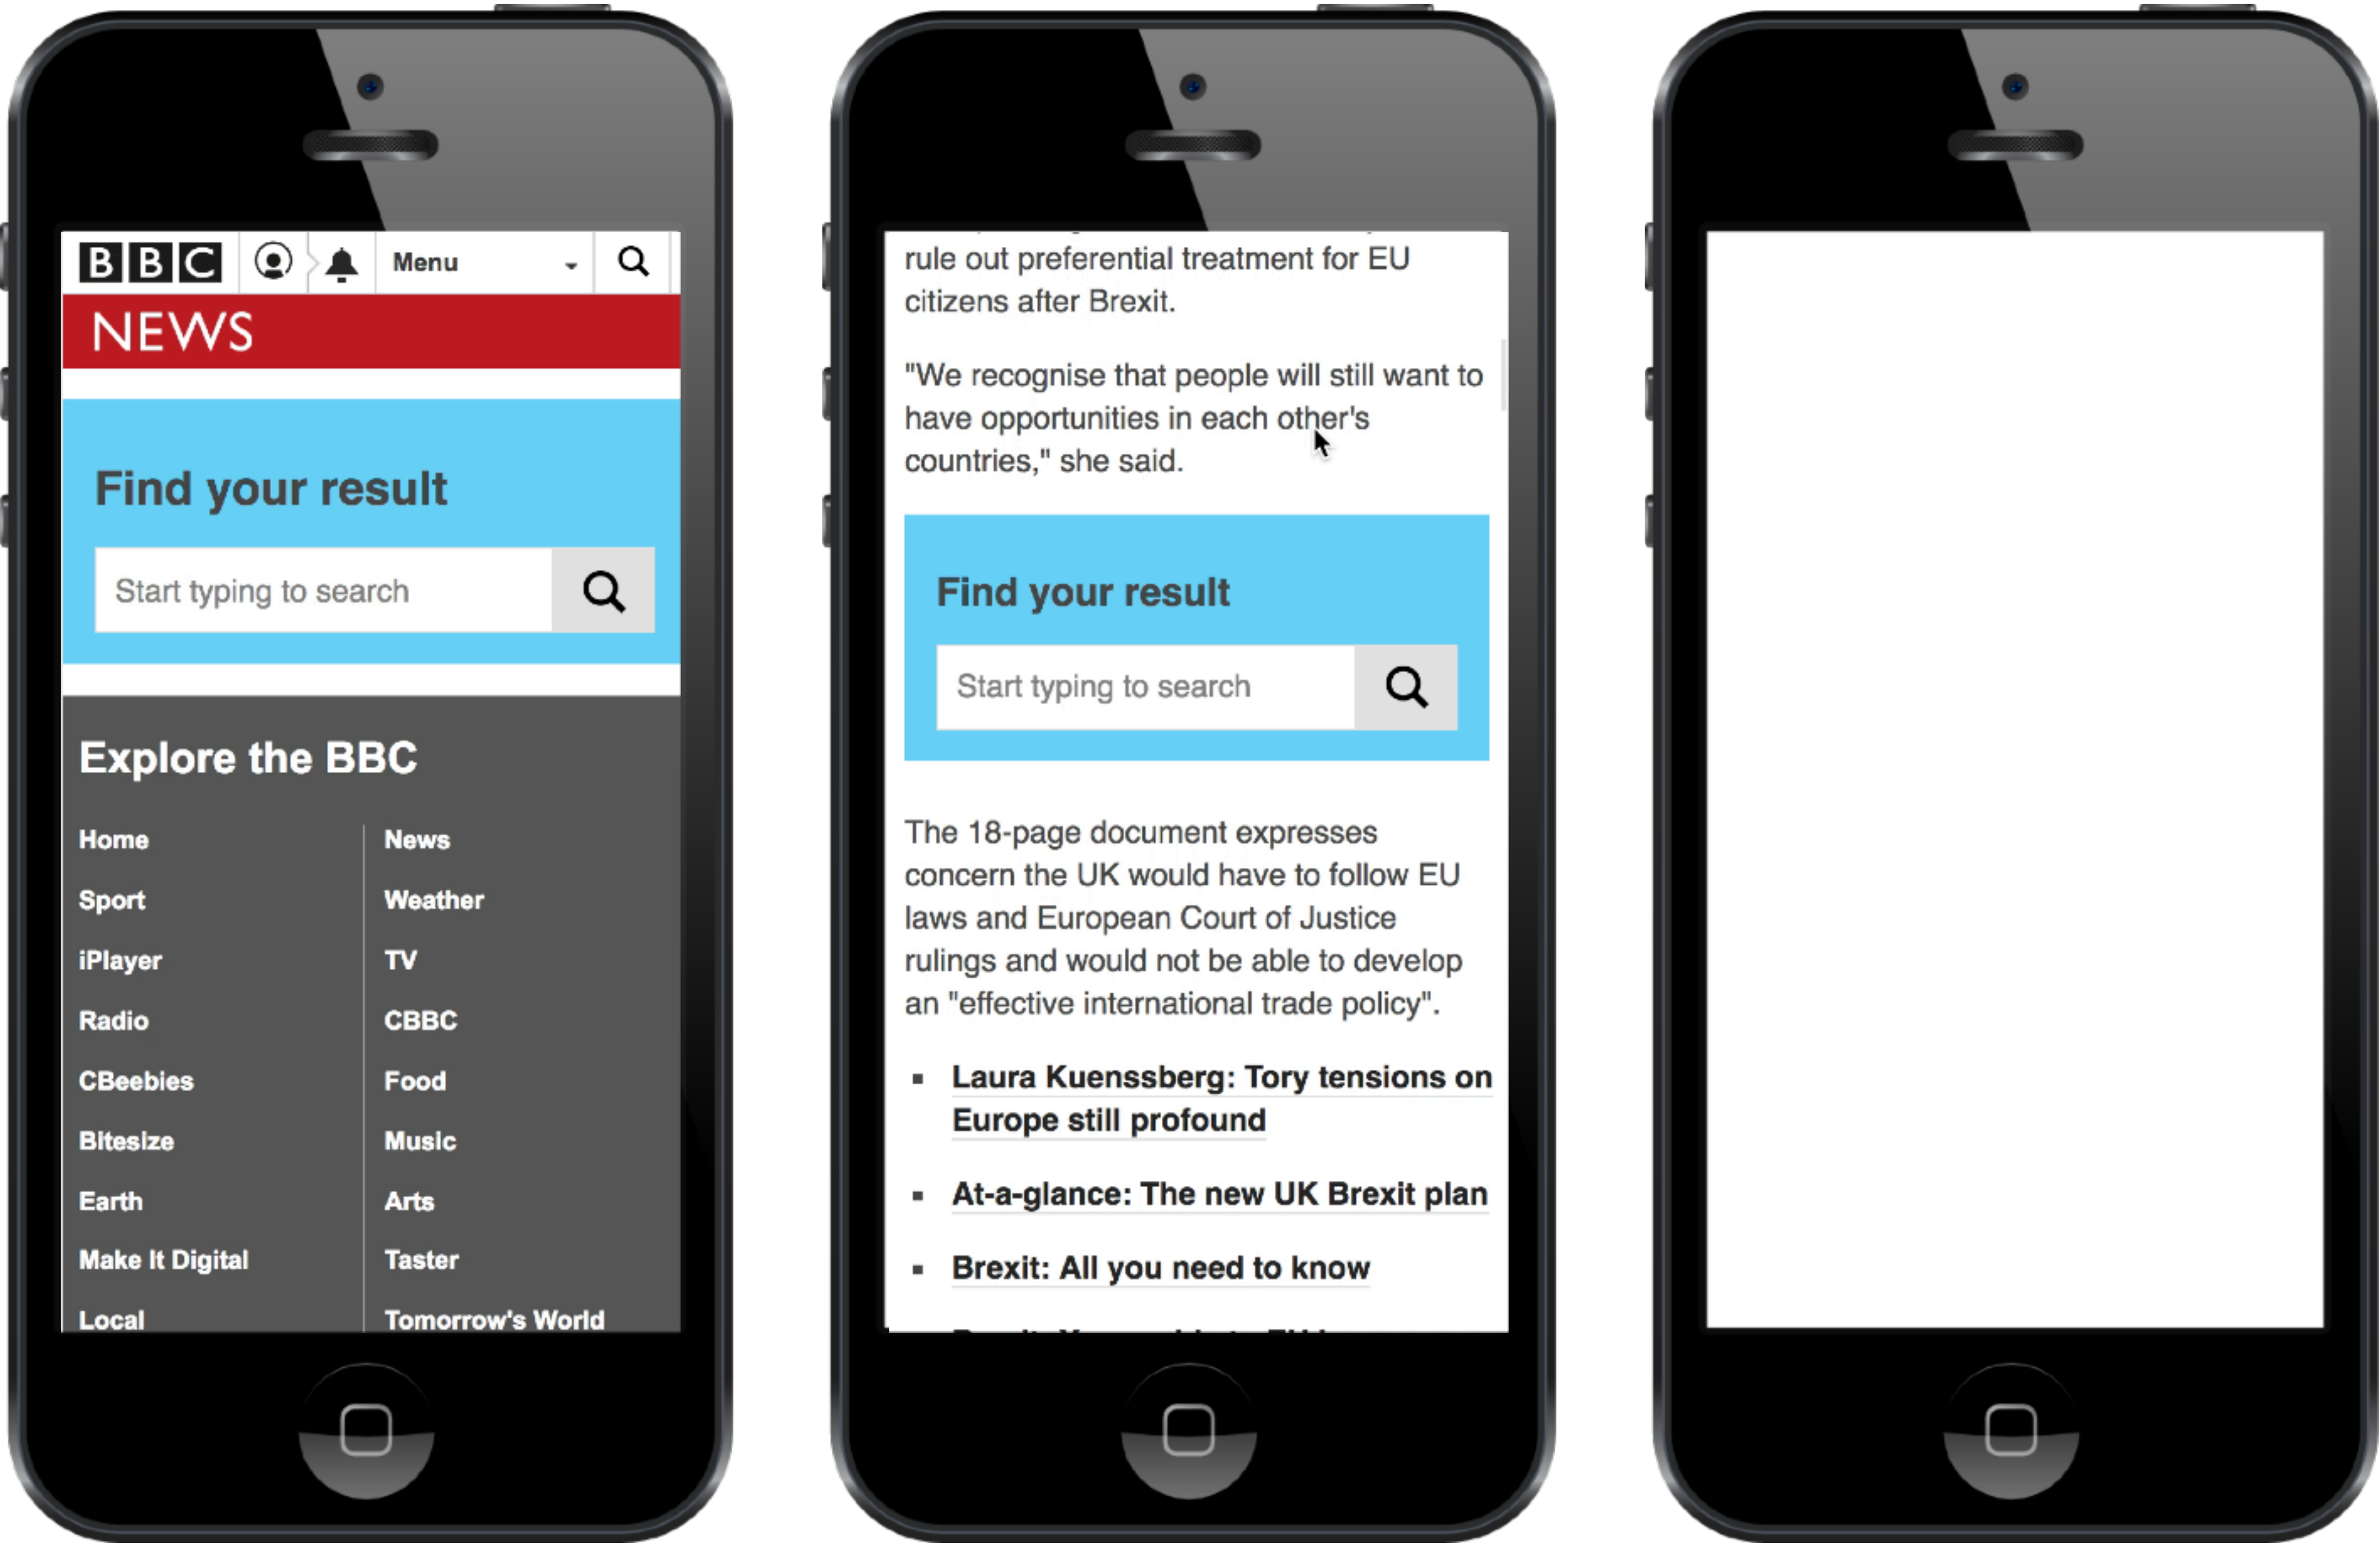 BBC
Menu
NEWS
Find your result
Start typing to search
Explore the BBC
Home
News
Sport
Weather
iPlayer
TV
Radio
CBBC
CBeebies
Food
Bitesize
Music
Earth
Arts
Make It Digital
Taster
Local
Tomorrow's World
rule out preferential treatment for EU
citizens after Brexit.
"We recognise that people will still want to
have opportunities in each other's
countries," she said.
Find your result
Start typing to search
The 18-page document expresses
concern the UK would have to follow EU
laws and European Court of Justice
rulings and would not be able to develop
an "effective international trade policy".
Laura Kuenssberg: Tory tensions on
Europe still profound
At-a-glance: The new UK Brexit plan
Brexit: All you need to know